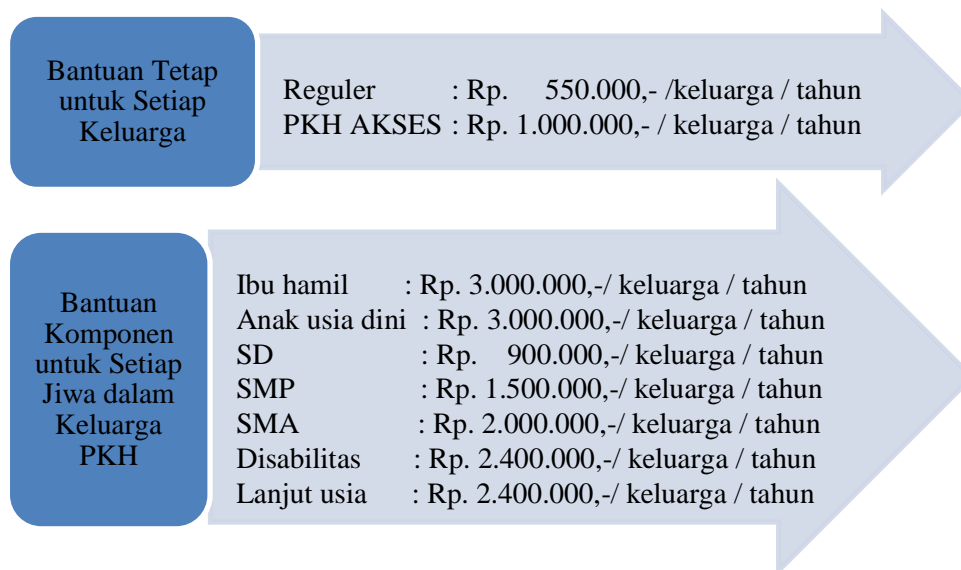 Bantuan Tetap
untuk Setiap
Keluarga
Reguler : Rp. 550.000,- /keluarga / tahun
PKH AKSES : Rp. 1.000.000,- / keluarga / tahun
Bantuan
Komponen
untuk Setiap
Jiwa dalam
Keluarga
PKH
Ibu hamil : Rp. 3.000.000,-/ keluarga / tahun
Anak usia dini : Rp. 3.000.000,-/ keluarga / tahun
SD : Rp. 900.000,-/ keluarga / tahun
SMP : Rp. 1.500.000,-/ keluarga / tahun
SMA : Rp. 2.000.000,-/ keluarga / tahun
Disabilitas : Rp. 2.400.000,-/ keluarga / tahun
Lanjut usia : Rp. 2.400.000,-/ keluarga / tahun